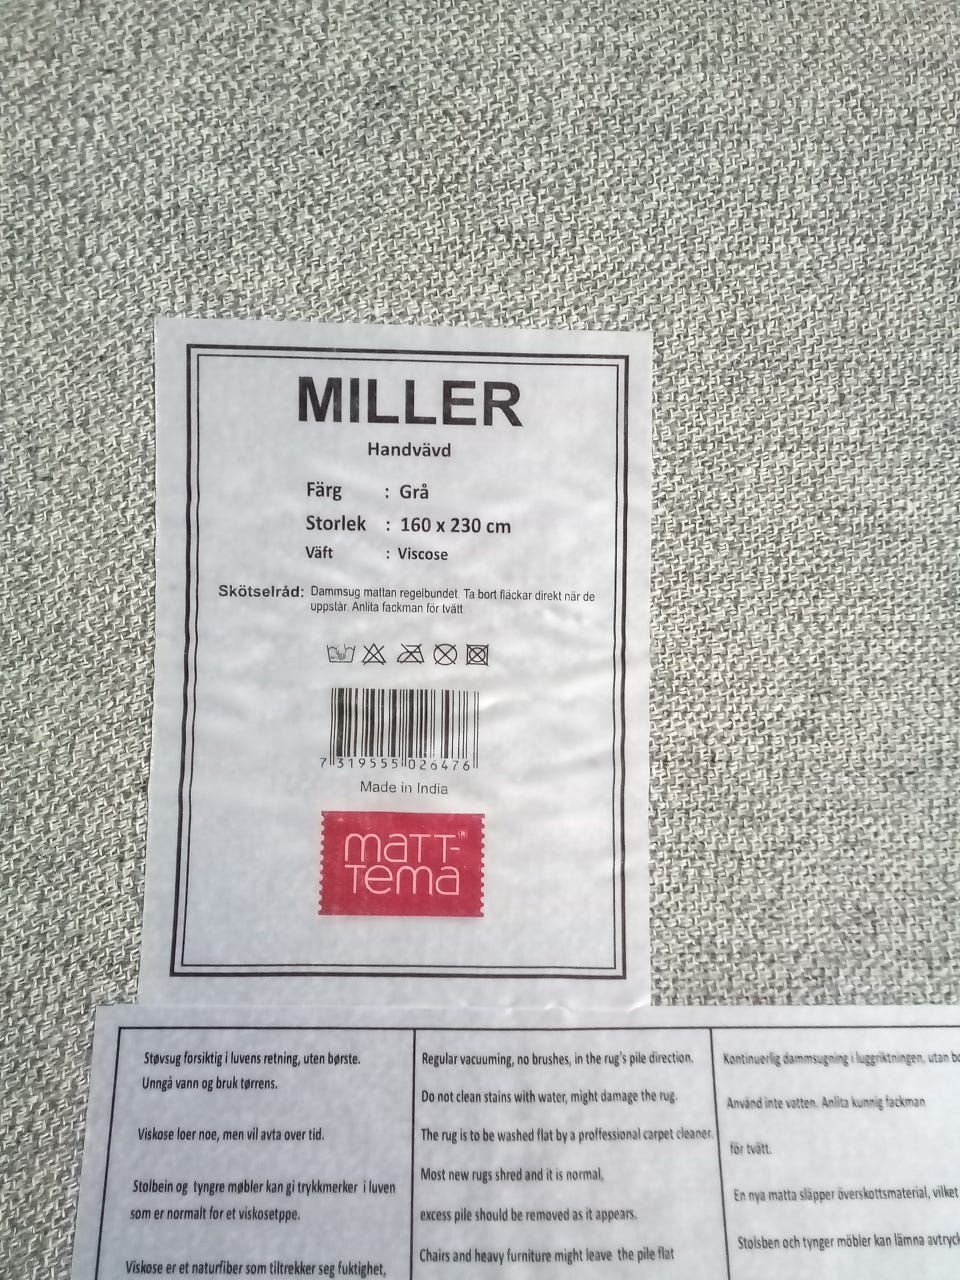 MILLER
Handvävd
Färg : Grå
Storlek : 160 x 230 cm
Väft : Viscose
Skötselråd: Dammsug mattan regelbundet. Ta bort fläckar direkt när de
uppstår. Anlita fackman för tvätt
7 319555 026476
Made in India
maTT-®
Tema
Støvsug forsiktig i luvens retning, uten børste.
Unngå vann og bruk tørrens.
Viskose loer noe, men vil avta over tid.
Stolbein og tyngre møbler kan gi trykkmerker i luven
som er normalt for et viskosetppe.
Viskose er et naturfiber som tiltrekker seg fuktighet,
Regular vacuuming, no brushes, in the rug's pile direction.
Do not clean stains with water, might damage the rug.
The rug is to be washed flat by a proffessional carpet cleaner.
Most new rugs shred and it is normal,
excess pile should be removed as it appears.
Chairs and heavy furniture might leave the pile flat
Kontinuerlig dammsugning i luggriktningen, utan
Använd inte vatten. Anlita kunnig fackman
för tvätt.
En nya matta släpper överskottsmaterial, vilket
Stolsben och tynger möbler kan lämna